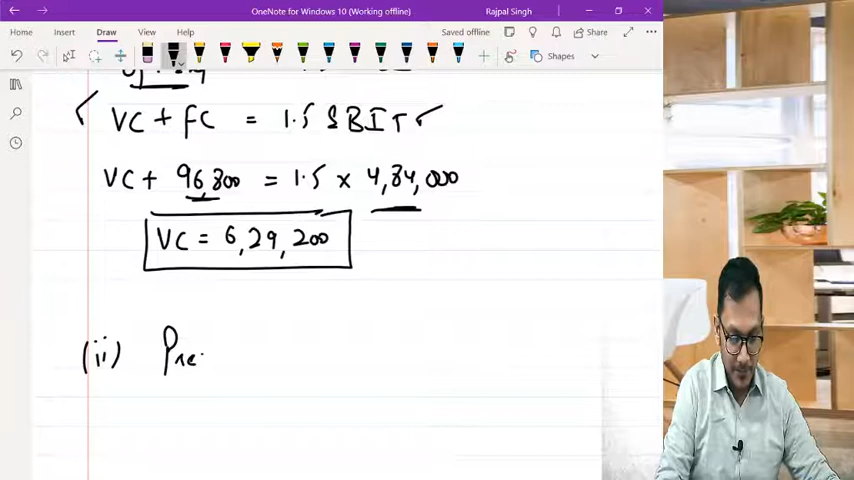 OneNote for Windows 10 (Working offline)
Rajpal Singh
Home Insert Draw View Help
Saved offline
Share
Shapes
VC + FC = 1.5 EBIT
VC + 96,800 = 1.5 × 4,84,000
VC = 6,29,200
(ii) Pre